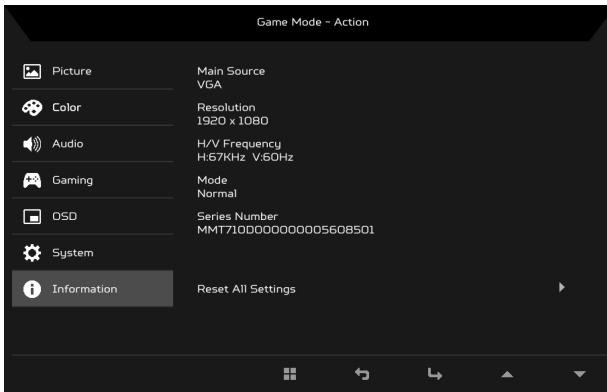 Game Mode - Action
Picture
Color
Audio
Gaming
OSD
System
Information
Main Source
VGA
Resolution
1920 x 1080
H/V Frequency
H:67KHz V:60Hz
Mode
Normal
Series Number
MMT710D000000005608501
Reset All Settings